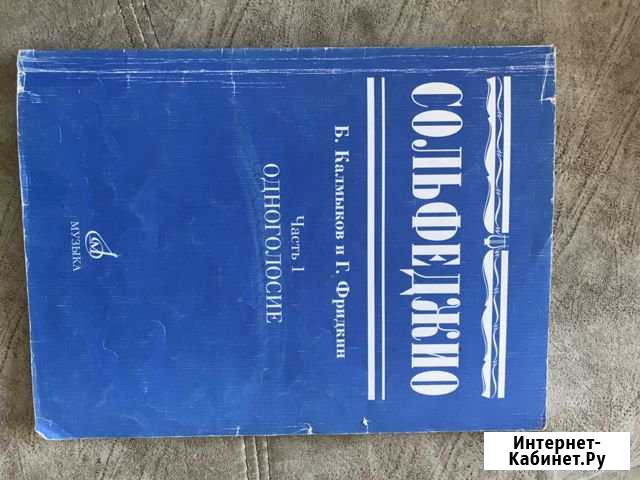 СОЛЬФЕДЖИО
Б. Калмыков и Г. Фридкин
Часть 1
ОДНОГОЛОСИЕ
МУЗЫКА
Интернет-
Кабинет.Ру